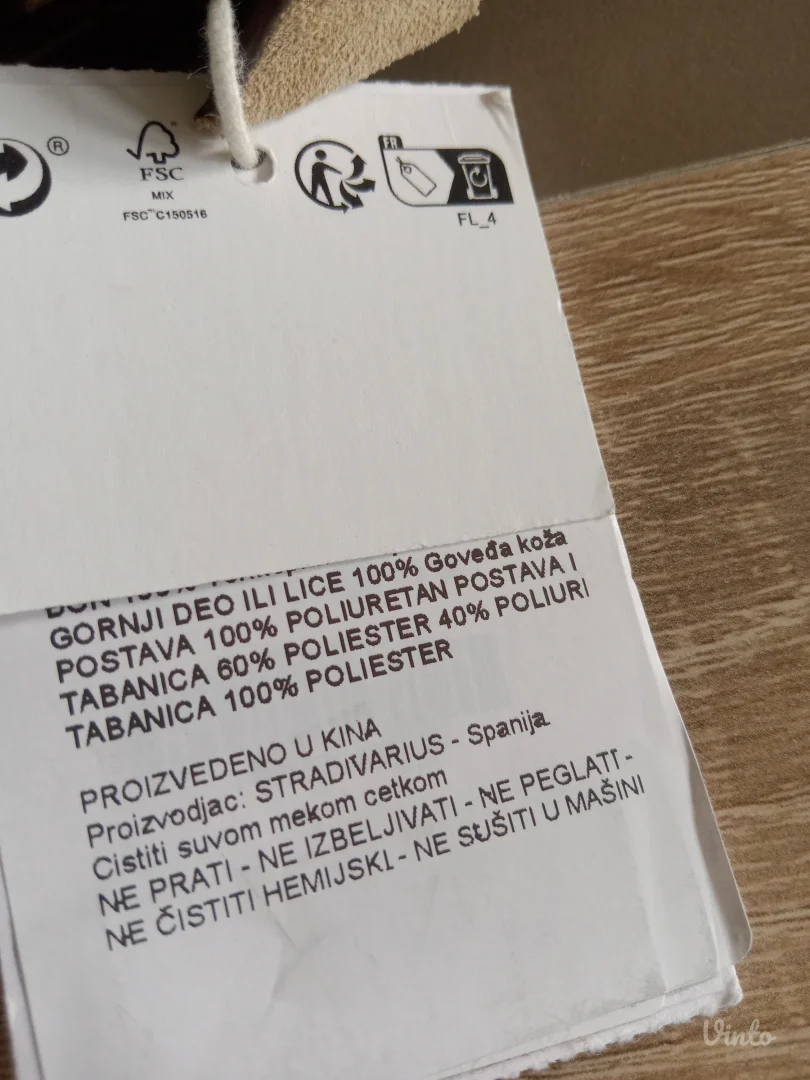 ®
FSC
MIX
FSC™ C150516
FR
FL_4
100%
GORNJI DEO ILI LICE 100% Goveđa koža
POSTAVA 100% POLIURETAN POSTAVA I
TABANICA 60% POLIESTER 40% POLIURI
TABANICA 100% POLIESTER
PROIZVEDENO U KINA
Proizvodjac: STRADIVARIUS - Spanija
Cistiti suvom mekom cetkom
NE PRATI - NE IZBELJIVATI - NE PEGLATI -
NE ČISTITI HEMIJSKI - NE SUŠITI U MAŠINI
Vinto